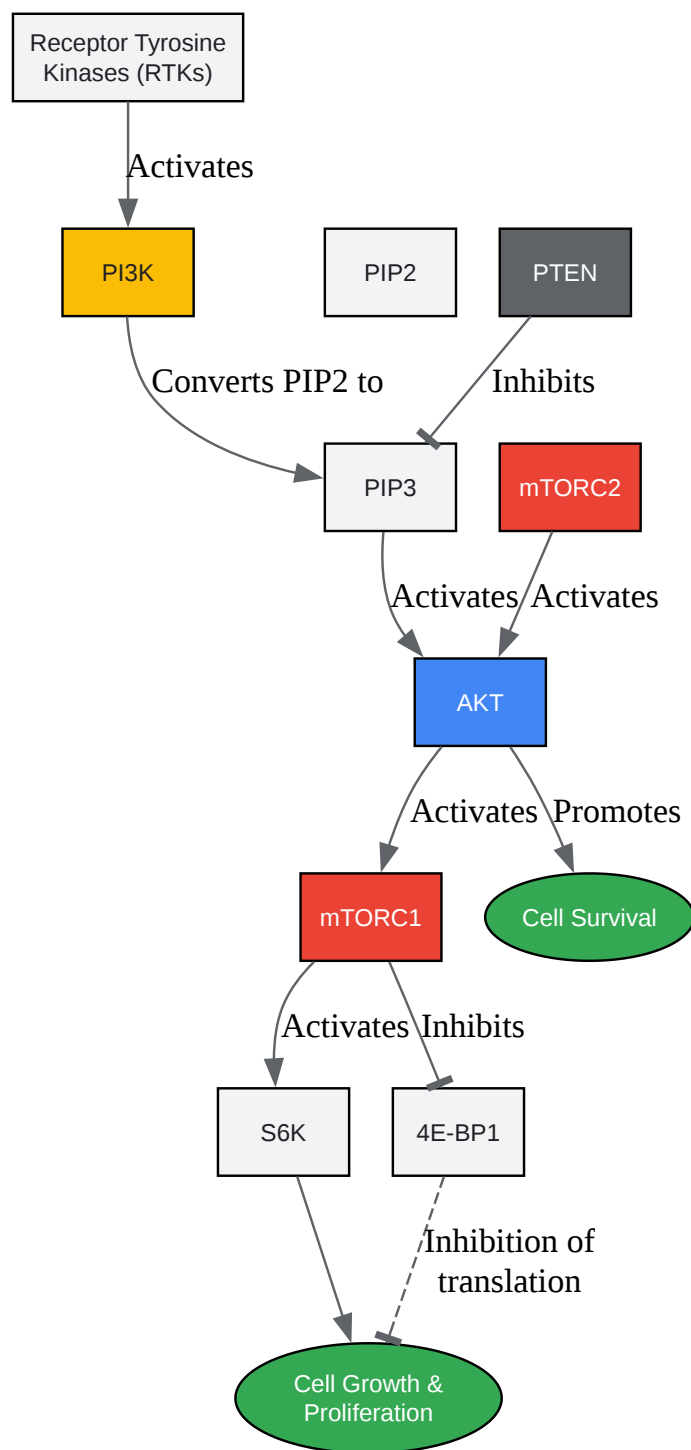 Receptor Tyrosine
Kinases (RTKs)
Activates
PI3K
PIP2
PTEN
Converts PIP2 to
Inhibits
PIP3
mTORC2
Activates
Activates
AKT
Activates
Promotes
mTORC1
Cell Survival
Activates
Inhibits
S6K
4E-BP1
Inhibition of
translation
Cell Growth &
Proliferation